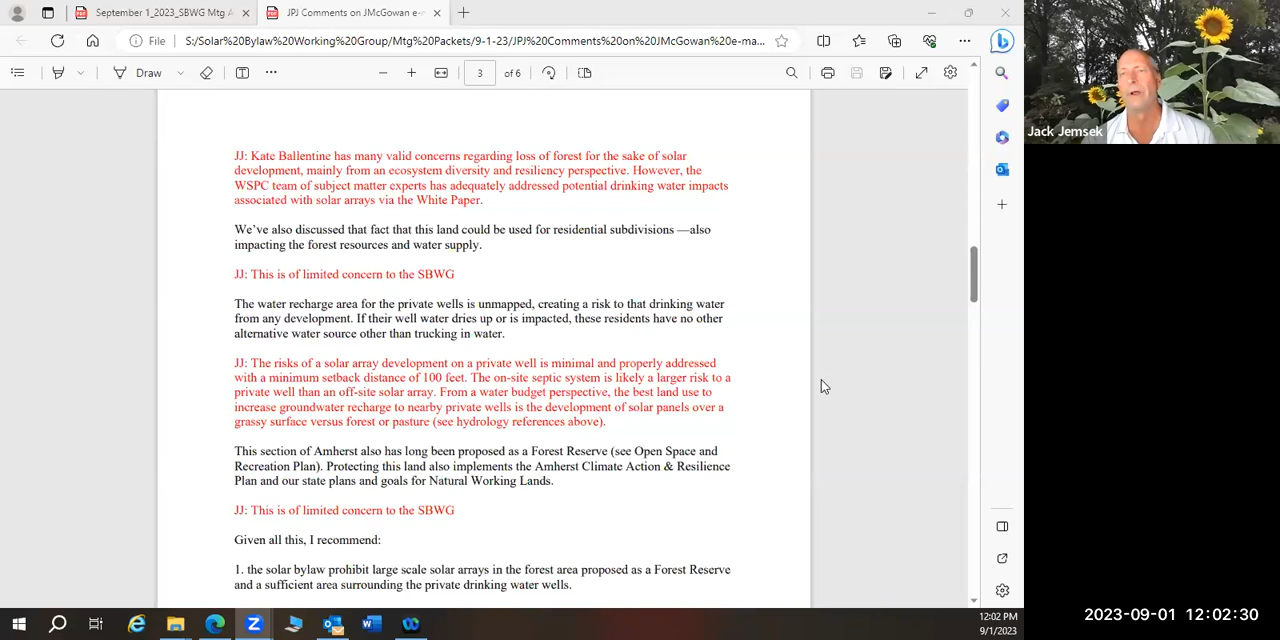 September 1_2023_SBWG Mtg A
JPJ Comments on JMcGowan e-m
File
S:/Solar%20Bylaw%20Working%20Group/Mtg%20Packets/9-1-23/JPJ%20Comments%20on%20JMcGowan%20e-ma...
Draw
3 of 6
Jack Jemsek
JJ: Kate Ballentine has many valid concerns regarding loss of forest for the sake of solar
development, mainly from an ecosystem diversity and resiliency perspective. However, the
WSPC team of subject matter experts has adequately addressed potential drinking water impacts
associated with solar arrays via the White Paper.
We've also discussed that fact that this land could be used for residential subdivisions —also
impacting the forest resources and water supply.
JJ: This is of limited concern to the SBWG
The water recharge area for the private wells is unmapped, creating a risk to that drinking water
from any development. If their well water dries up or is impacted, these residents have no other
alternative water source other than trucking in water.
JJ: The risks of a solar array development on a private well is minimal and properly addressed
with a minimum setback distance of 100 feet. The on-site septic system is likely a larger risk to a
private well than an off-site solar array. From a water budget perspective, the best land use to
increase groundwater recharge to nearby private wells is the development of solar panels over a
grassy surface versus forest or pasture (see hydrology references above).
This section of Amherst also has long been proposed as a Forest Reserve (see Open Space and
Recreation Plan). Protecting this land also implements the Amherst Climate Action & Resilience
Plan and our state plans and goals for Natural Working Lands.
JJ: This is of limited concern to the SBWG
Given all this, I recommend:
1. the solar bylaw prohibit large scale solar arrays in the forest area proposed as a Forest Reserve
and a sufficient area surrounding the private drinking water wells.
12:02 PM
9/1/2023
2023-09-01 12:02:30